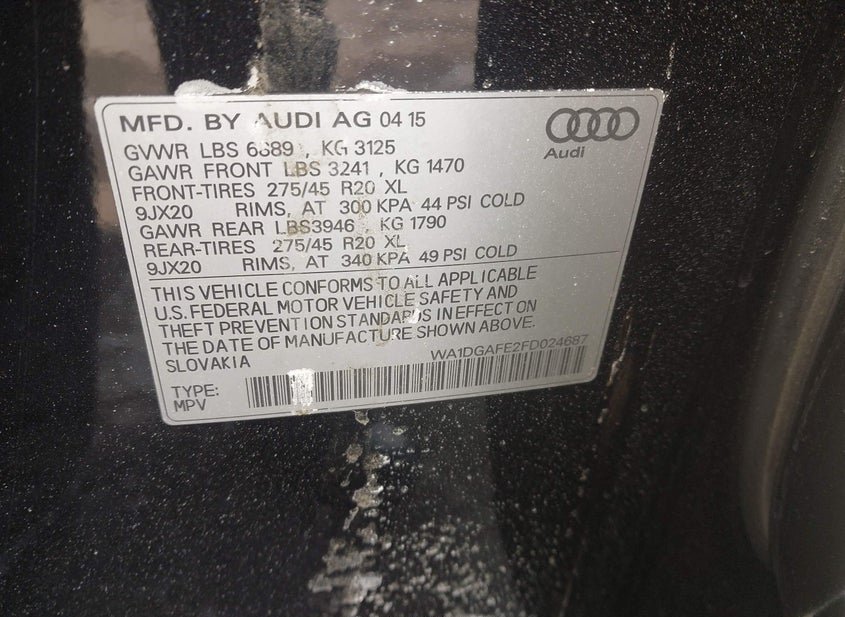 MFD. BY AUDI AG 04 15
Audi
GVWR LBS 6889 , KG 3125
GAWR FRONT LBS 3241 , KG 1470
FRONT-TIRES 275/45 R20 XL
9JX20 RIMS, AT 300 KPA 44 PSI COLD
GAWR REAR LBS3946 KG 1790
REAR-TIRES 275/45 R20 XL
9JX20 RIMS, AT 340 KPA 49 PSI COLD
THIS VEHICLE CONFORMS TO ALL APPLICABLE
U.S. FEDERAL MOTOR VEHICLE SAFETY AND
THEFT PREVENTION STANDARDS IN EFFECT ON
THE DATE OF MANUFACTURE SHOWN ABOVE.
SLOVAKIA
WA1DGAFE2FD024687
TYPE:
MPV